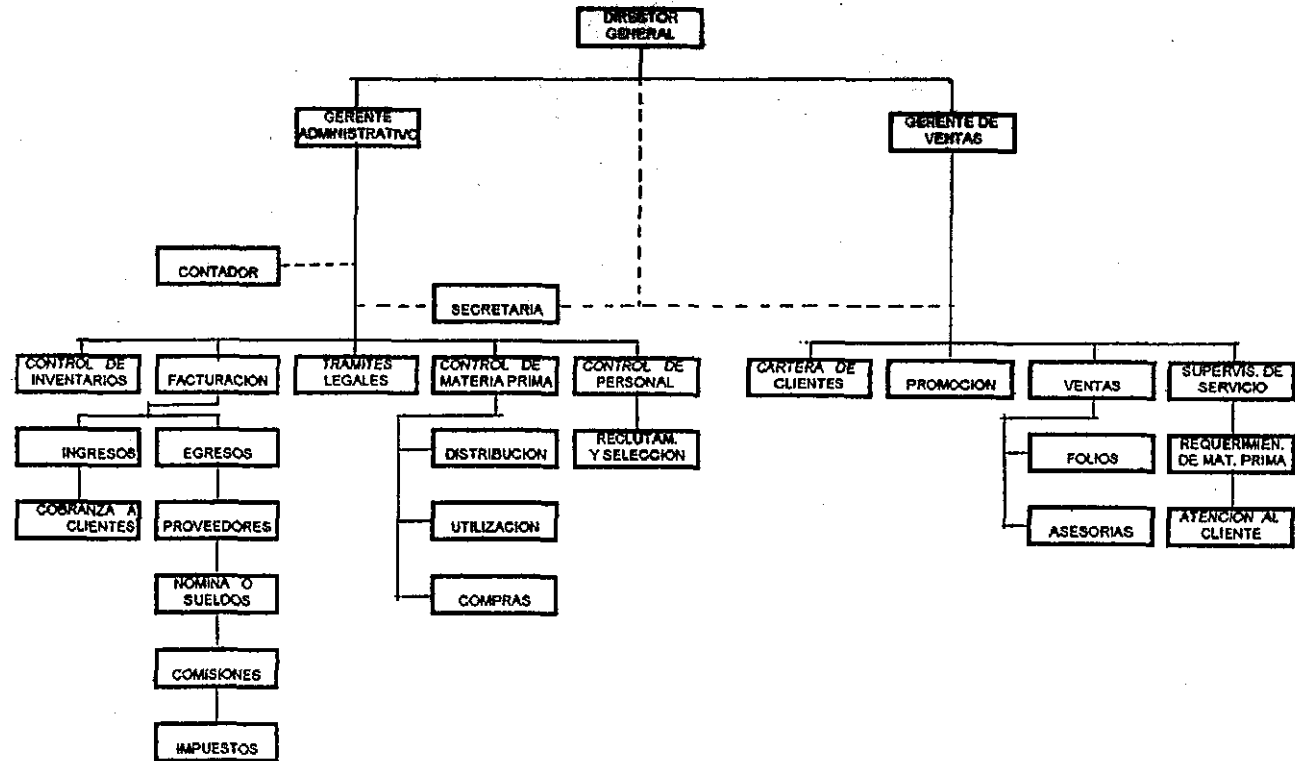 DIRECTOR
GENERAL
GERENTE
ADMINISTRATIVO
GERENTE DE
VENTAS
CONTADOR
SECRETARIA
CONTROL DE
INVENTARIOS
FACTURACION
TRAMITES
LEGALES
CONTROL DE
MATERIA PRIMA
CONTROL DE
PERSONAL
CARTERA DE
CLIENTES
PROMOCION
VENTAS
SUPERVIS. DE
SERVICIO
INGRESOS
EGRESOS
DISTRIBUCION
RECLUTAM.
Y SELECCION
FOLIOS
REQUERIMIEN.
DE MAT. PRIMA
COBRANZA A
CLIENTES
PROVEEDORES
UTILIZACION
ASESORIAS
ATENCION AL
CLIENTE
NOMINA O
SUELDOS
COMPRAS
COMISIONES
IMPUESTOS